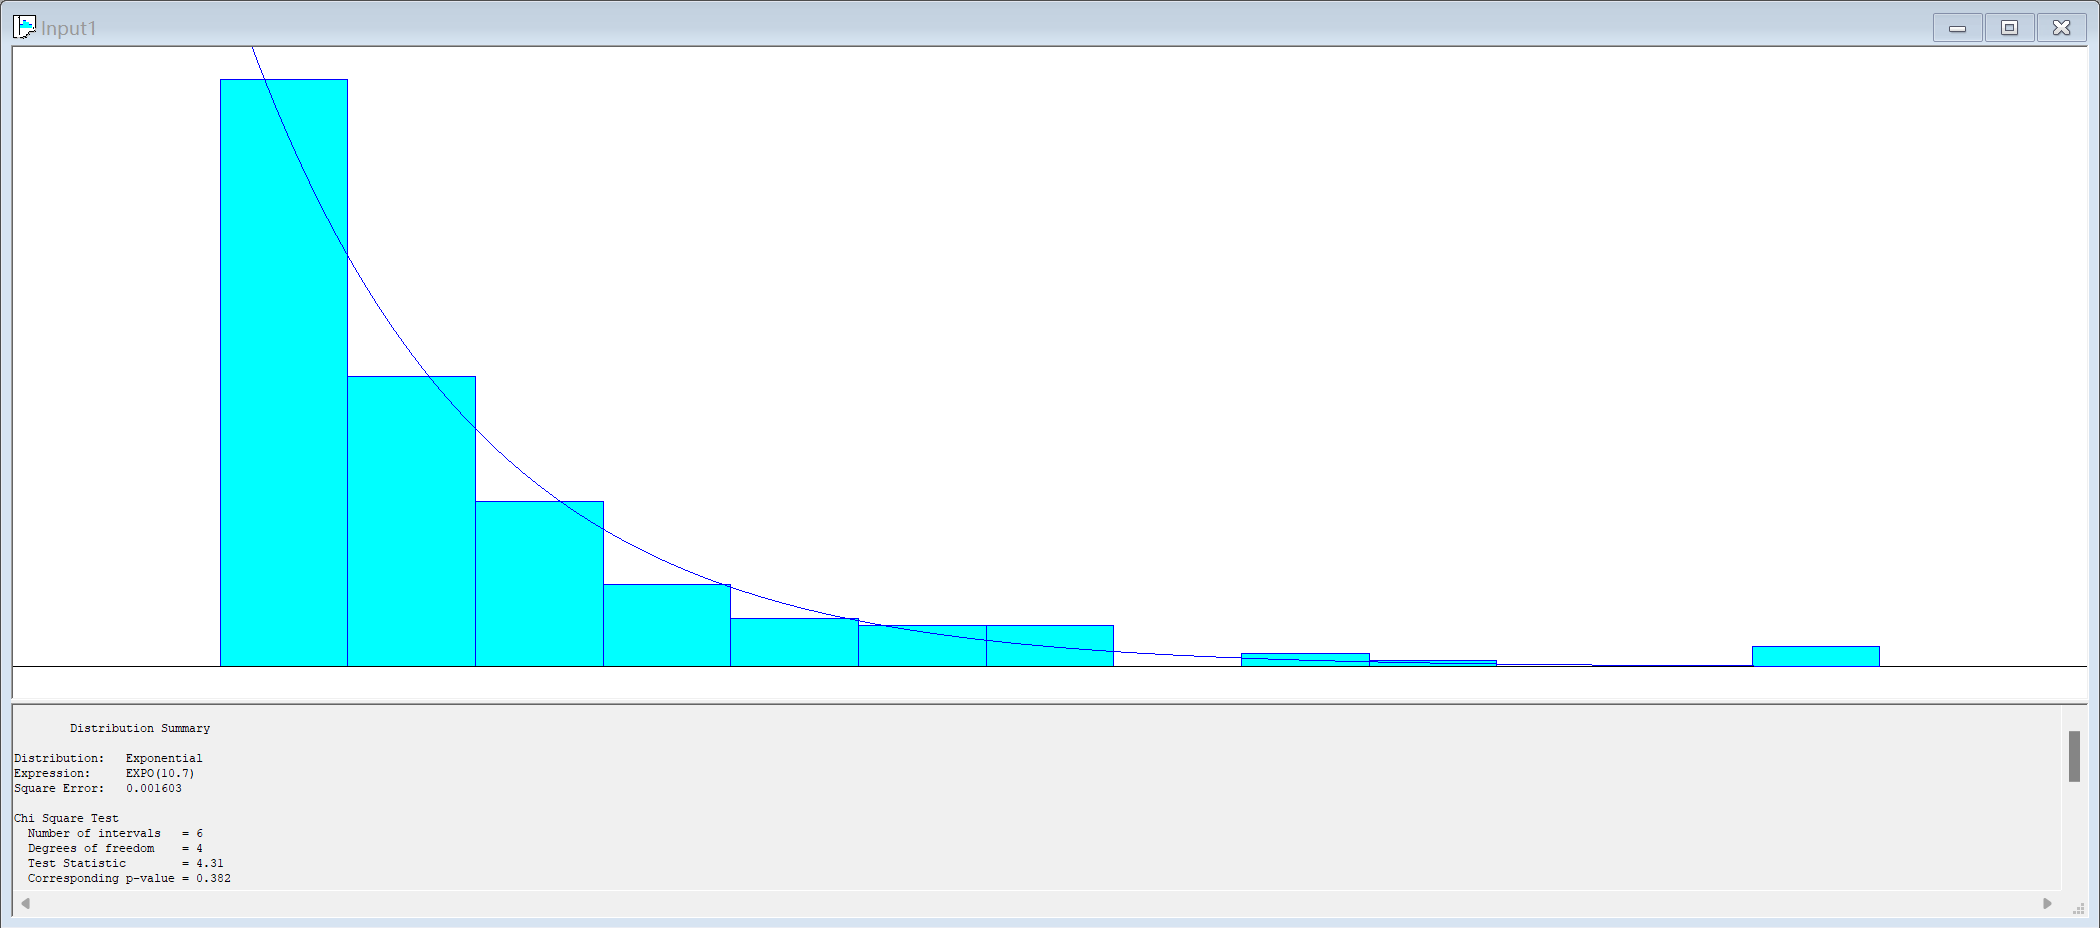 Input1
Distribution Summary
Distribution: Exponential
Expression: EXPO(10.7)
Square Error: 0.001603
Chi Square Test
Number of intervals = 6
Degrees of freedom = 4
Test Statistic = 4.31
Corresponding p-value = 0.382